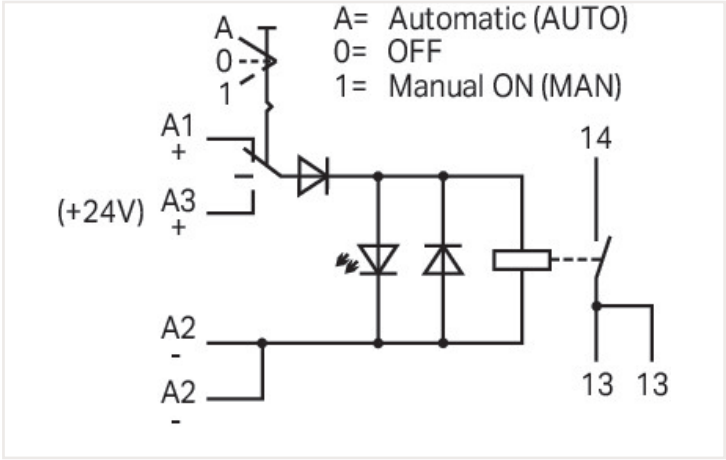 A
A= Automatic (AUTO)
0
0= OFF
1
1= Manual ON (MAN)
A1
+
14
(+24V) A3
+
A2
-
A2
-
13 13